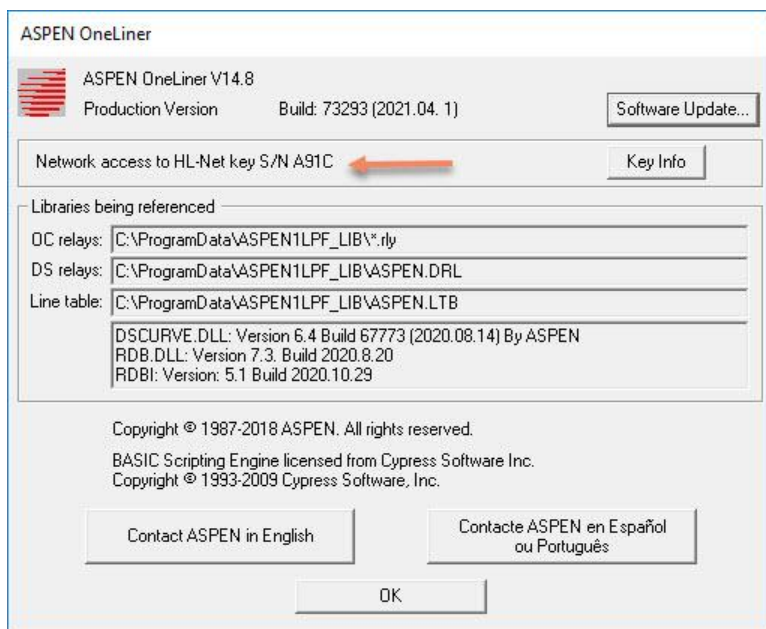 ASPEN OneLiner
ASPEN OneLiner V14.8
Production Version Build: 73293 (2021.04. 1)
Software Update...
Network access to HL-Net key S/N A91C
Key Info
Libraries being referenced
OC relays: C:\ProgramData\ASPEN1LPF_LIB\*.rly
DS relays: C:\ProgramData\ASPEN1LPF_LIB\ASPEN.DRL
Line table: C:\ProgramData\ASPEN1LPF_LIB\ASPEN.LTB
DSCURVE.DLL: Version 6.4 Build 67773 (2020.08.14) By ASPEN
RDB.DLL: Version 7.3. Build 2020.8.20
RDBI: Version: 5.1 Build 2020.10.29
Copyright © 1987-2018 ASPEN. All rights reserved.
BASIC Scripting Engine licensed from Cypress Software Inc.
Copyright © 1993-2009 Cypress Software, Inc.
Contact ASPEN in English
Contacte ASPEN en Español
ou Português
OK